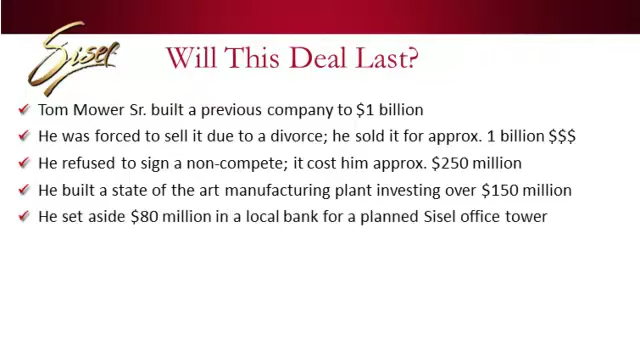 Sisel
Will This Deal Last?
Tom Mower Sr. built a previous company to $1 billion
He was forced to sell it due to a divorce; he sold it for approx. 1 billion $$$
He refused to sign a non-compete; it cost him approx. $250 million
He built a state of the art manufacturing plant investing over $150 million
He set aside $80 million in a local bank for a planned Sisel office tower